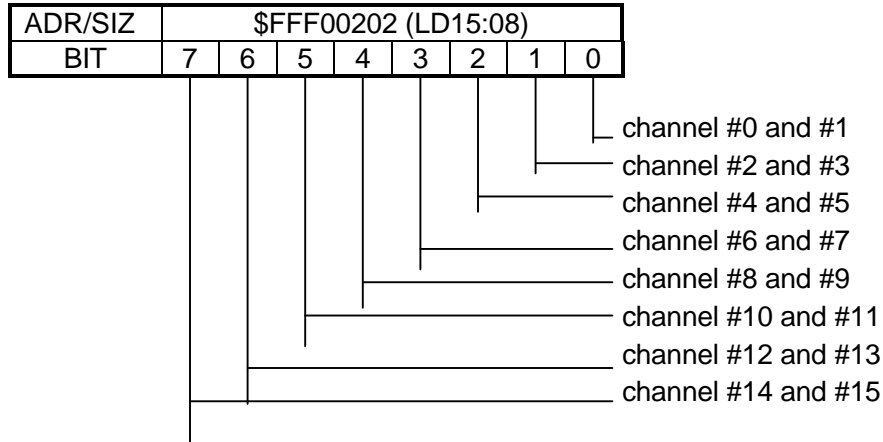 ADR/SIZ $FFF00202 (LD15:08)
BIT 7 6 5 4 3 2 1 0
channel #0 and #1
channel #2 and #3
channel #4 and #5
channel #6 and #7
channel #8 and #9
channel #10 and #11
channel #12 and #13
channel #14 and #15